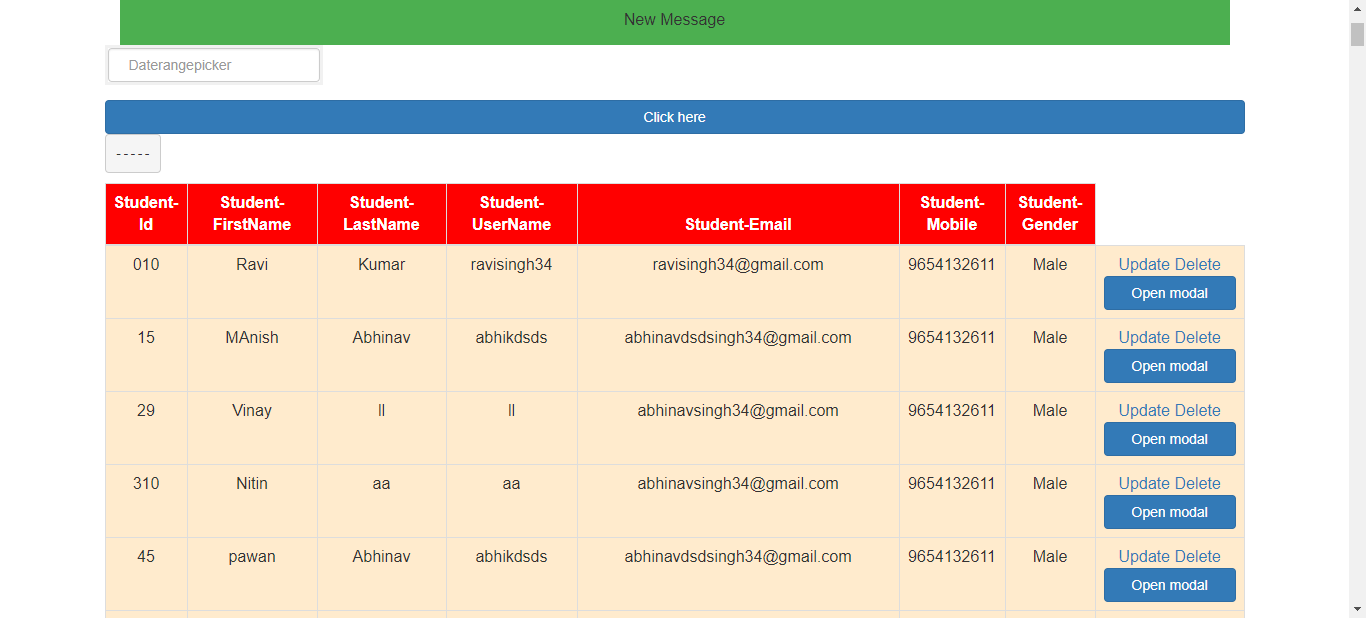 New Message
Daterangepicker
Click here
-----
Student-Id Student-FirstName Student-LastName Student-UserName Student-Email Student-Mobile Student-Gender
010 Ravi Kumar ravisingh34 ravisingh34@gmail.com 9654132611 Male Update Delete
Open modal
15 MAnish Abhinav abhikdsds abhinavdsdsingh34@gmail.com 9654132611 Male Update Delete
Open modal
29 Vinay ll ll abhinavsingh34@gmail.com 9654132611 Male Update Delete
Open modal
310 Nitin aa aa abhinavsingh34@gmail.com 9654132611 Male Update Delete
Open modal
45 pawan Abhinav abhikdsds abhinavdsdsingh34@gmail.com 9654132611 Male Update Delete
Open modal